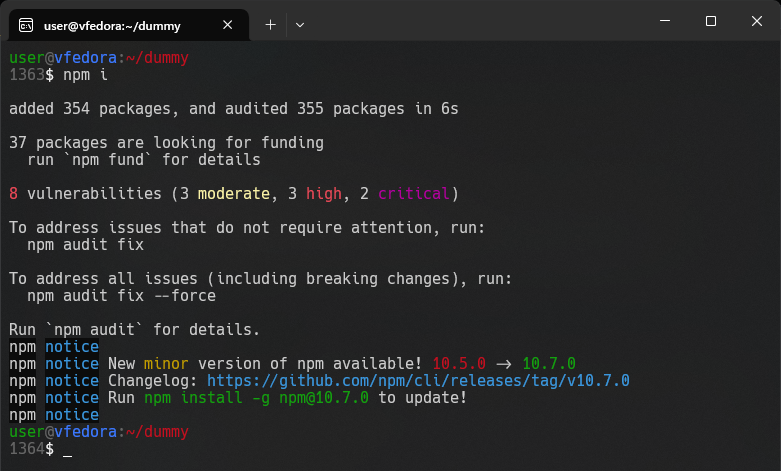 user@vfedora:~/dummy
user@vfedora:~/dummy
1363$ npm i
added 354 packages, and audited 355 packages in 6s
37 packages are looking for funding
  run `npm fund` for details
8 vulnerabilities (3 moderate, 3 high, 2 critical)
To address issues that do not require attention, run:
  npm audit fix
To address all issues (including breaking changes), run:
  npm audit fix --force
Run `npm audit` for details.
npm notice
npm notice New minor version of npm available! 10.5.0 -> 10.7.0
npm notice Changelog: https://github.com/npm/cli/releases/tag/v10.7.0
npm notice Run npm install -g npm@10.7.0 to update!
npm notice
user@vfedora:~/dummy
1364$ _